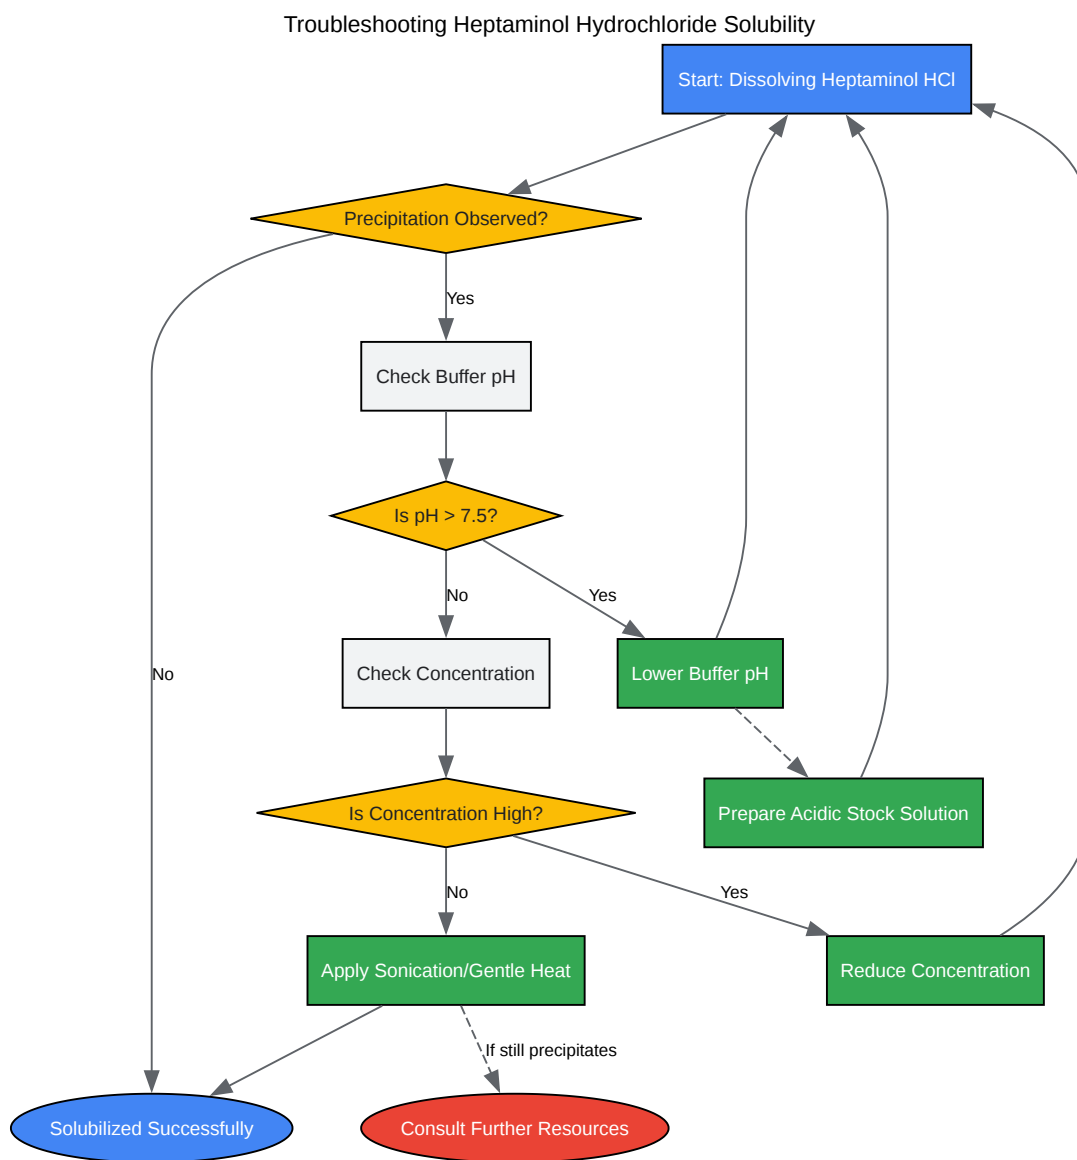 Troubleshooting Heptaminol Hydrochloride Solubility
Start: Dissolving Heptaminol HCl
Precipitation Observed?
Yes
Check Buffer pH
Is pH > 7.5?
No
Yes
Check Concentration
Lower Buffer pH
No
Is Concentration High?
Prepare Acidic Stock Solution
No
Yes
Apply Sonication/Gentle Heat
Reduce Concentration
If still precipitates
Solubilized Successfully
Consult Further Resources